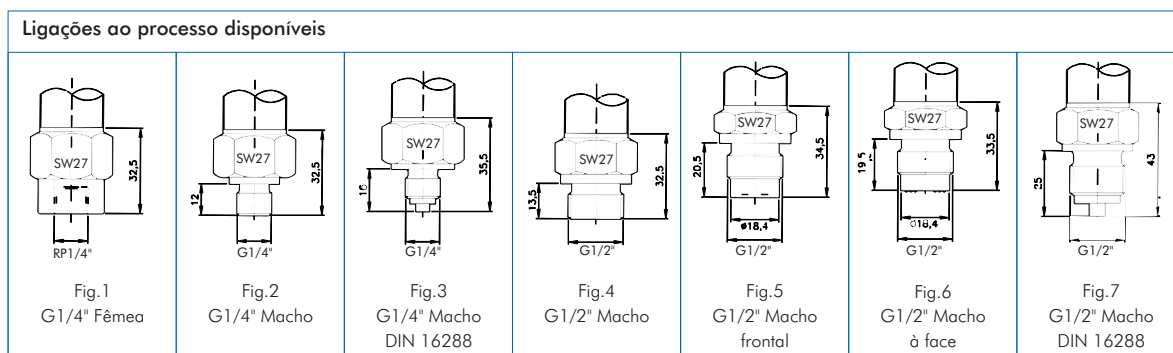 Ligações ao processo disponíveis
SW27
32,5
RP1/4"
Fig.1
G1/4" Fêmea
SW27
32,5
12
G1/4"
Fig.2
G1/4" Macho
SW27
35,5
16
G1/4"
Fig.3
G1/4" Macho
DIN 16288
SW27
32,5
13,5
G1/2"
Fig.4
G1/2" Macho
SW27
34,5
20,5
ø18,4
G1/2"
Fig.5
G1/2" Macho
frontal
SW27
33,5
19,5
ø18,4
G1/2"
Fig.6
G1/2" Macho
à face
SW27
43
25
G1/2"
Fig.7
G1/2" Macho
DIN 16288